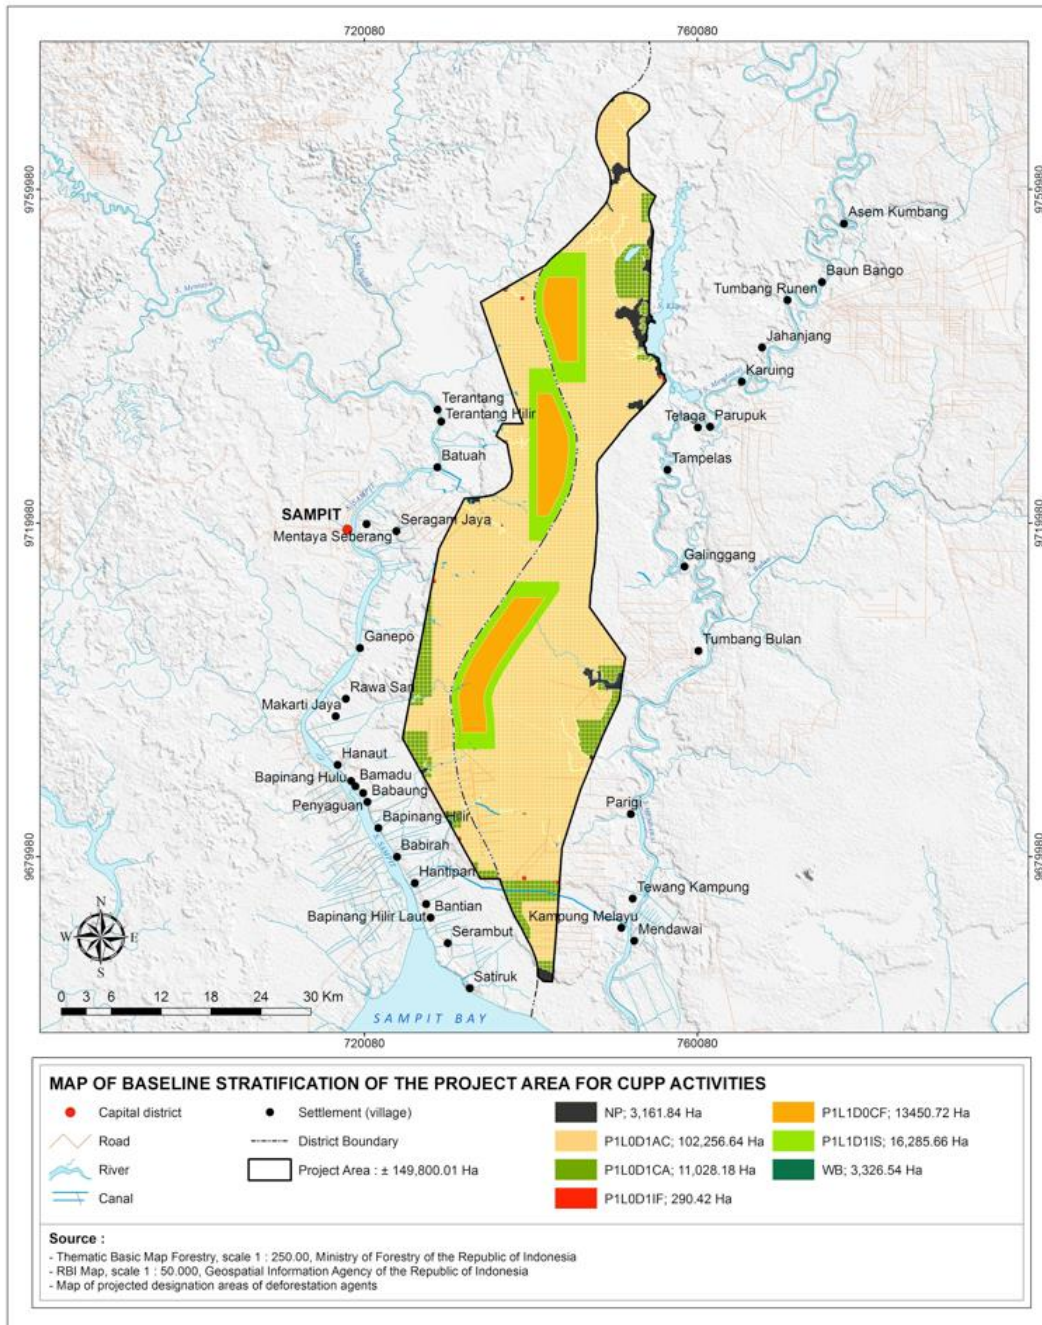 720080
760080
9759980
9759980
Asem Kumbang
Baun Bango
Tumbang Runen
S. Mentaya
Jahanjang
Karuing
Terantang
Terantang Hilir
Telaga
Parupuk
Batuah
Tampelas
S. SAMPIT
SAMPIT
Seragam Jaya
Mentaya Seberang
9719980
9719980
Galinggang
Ganepo
Tumbang Bulan
Rawa Sari
Makarti Jaya
Hanaut
Bapinang Hulu
Bamadu
Babaung
Penyaguan
Parigi
Bapinang Hilir
S. SAMPIT
Babirah
9679980
9679980
Hantipan
Tewang Kampung
Bantian
Bapinang Hilir Laut
Kampung Melayu
Serambut
Mendawai
N
W
E
S
Satiruk
0 3 6 12 18 24 30 Km
SAMPIT BAY
720080
760080
MAP OF BASELINE STRATIFICATION OF THE PROJECT AREA FOR CUPP ACTIVITIES
Capital district
Settlement (village)
NP; 3,161.84 Ha
P1L1D0CF; 13450.72 Ha
Road
District Boundary
P1L0D1AC; 102,256.64 Ha
P1L1D1IS; 16,285.66 Ha
River
Project Area : ± 149,800.01 Ha
P1L0D1CA; 11,028.18 Ha
WB; 3,326.54 Ha
Canal
P1L0D1IF; 290.42 Ha
Source :
- Thematic Basic Map Forestry, scale 1 : 250.00, Ministry of Forestry of the Republic of Indonesia
- RBI Map, scale 1 : 50.000, Geospatial Information Agency of the Republic of Indonesia
- Map of projected designation areas of deforestation agents